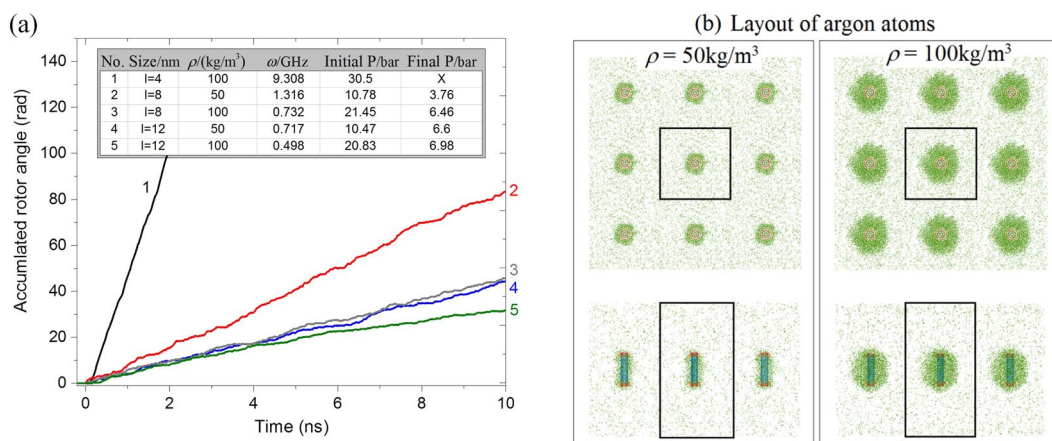 (a)
No. Size/nm ρ/(kg/m³) ω/GHz Initial P/bar Final P/bar
1 l=4 100 9.308 30.5 X
2 l=8 50 1.316 10.78 3.76
3 l=8 100 0.732 21.45 6.46
4 l=12 50 0.717 10.47 6.6
5 l=12 100 0.498 20.83 6.98
Accumlated rotor angle (rad)
140
120
100
80
60
40
20
0
1
2
3
4
5
0 2 4 6 8 10
Time (ns)
(b) Layout of argon atoms
ρ = 50kg/m³
ρ = 100kg/m³